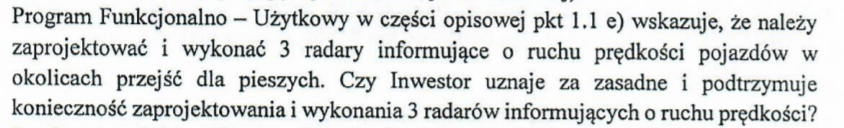 Program Funkcjonalno – Użytkowy w części opisowej pkt 1.1 e) wskazuje, że należy
zaprojektować i wykonać 3 radary informujące o ruchu prędkości pojazdów w
okolicach przejść dla pieszych. Czy Inwestor uznaje za zasadne i podtrzymuje
konieczność zaprojektowania i wykonania 3 radarów informujących o ruchu prędkości?